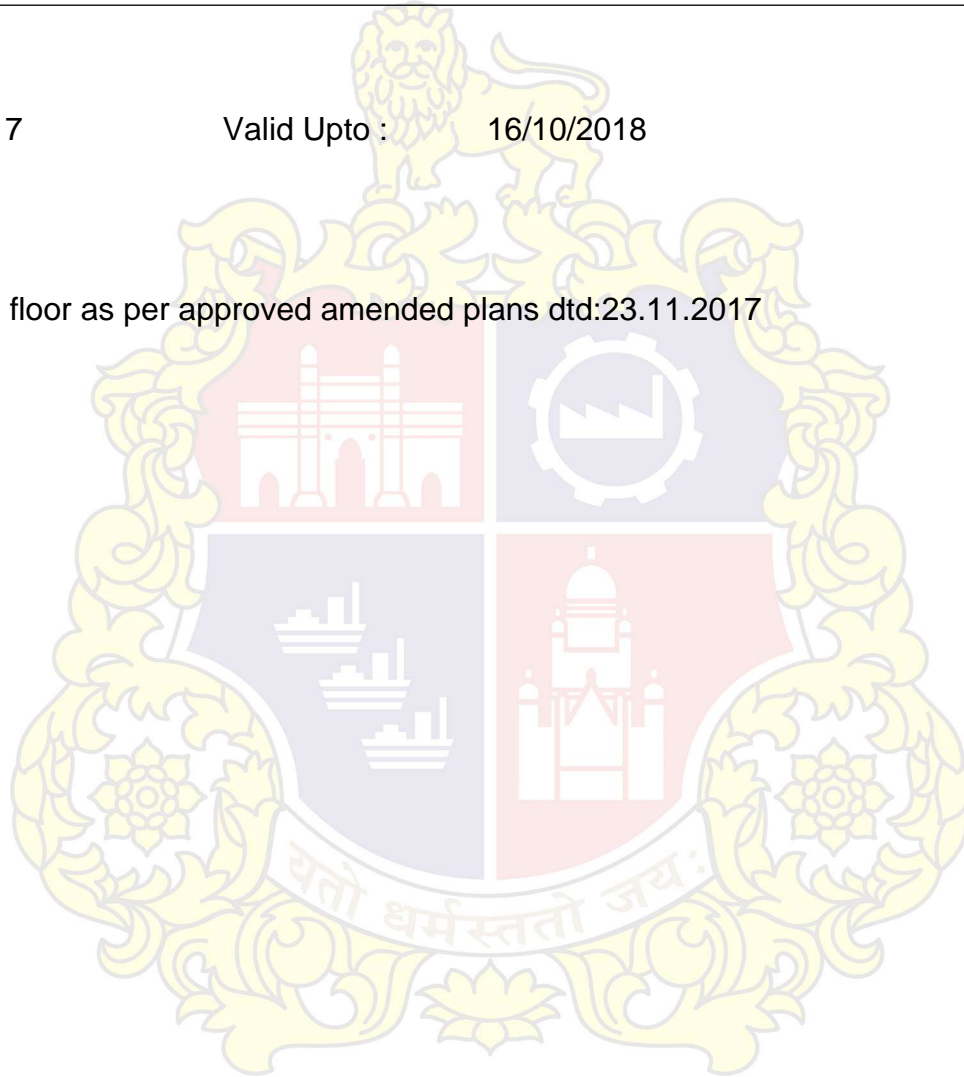 7 Valid Upto : 16/10/2018
floor as per approved amended plans dtd:23.11.2017
यतो धर्मस्ततो जय: